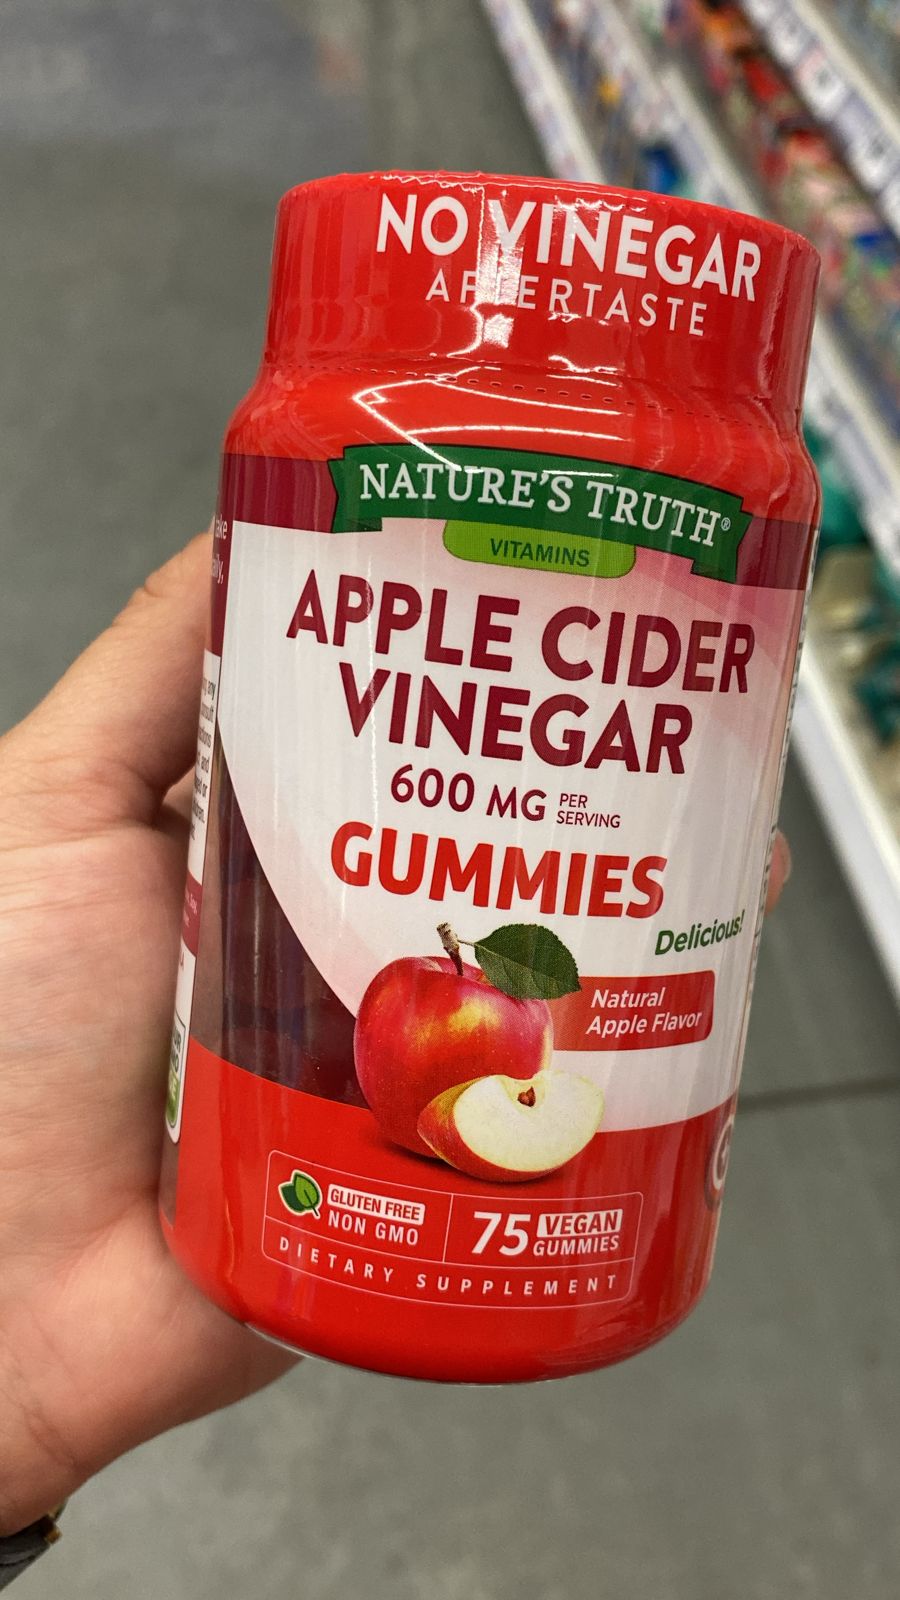 NO VINEGAR
AFTERTASTE
NATURE'S TRUTH®
VITAMINS
APPLE CIDER
VINEGAR
600 MG PER
SERVING
GUMMIES
Delicious!
Natural
Apple Flavor
GLUTEN FREE
NON GMO
75 VEGAN
GUMMIES
DIETARY SUPPLEMENT